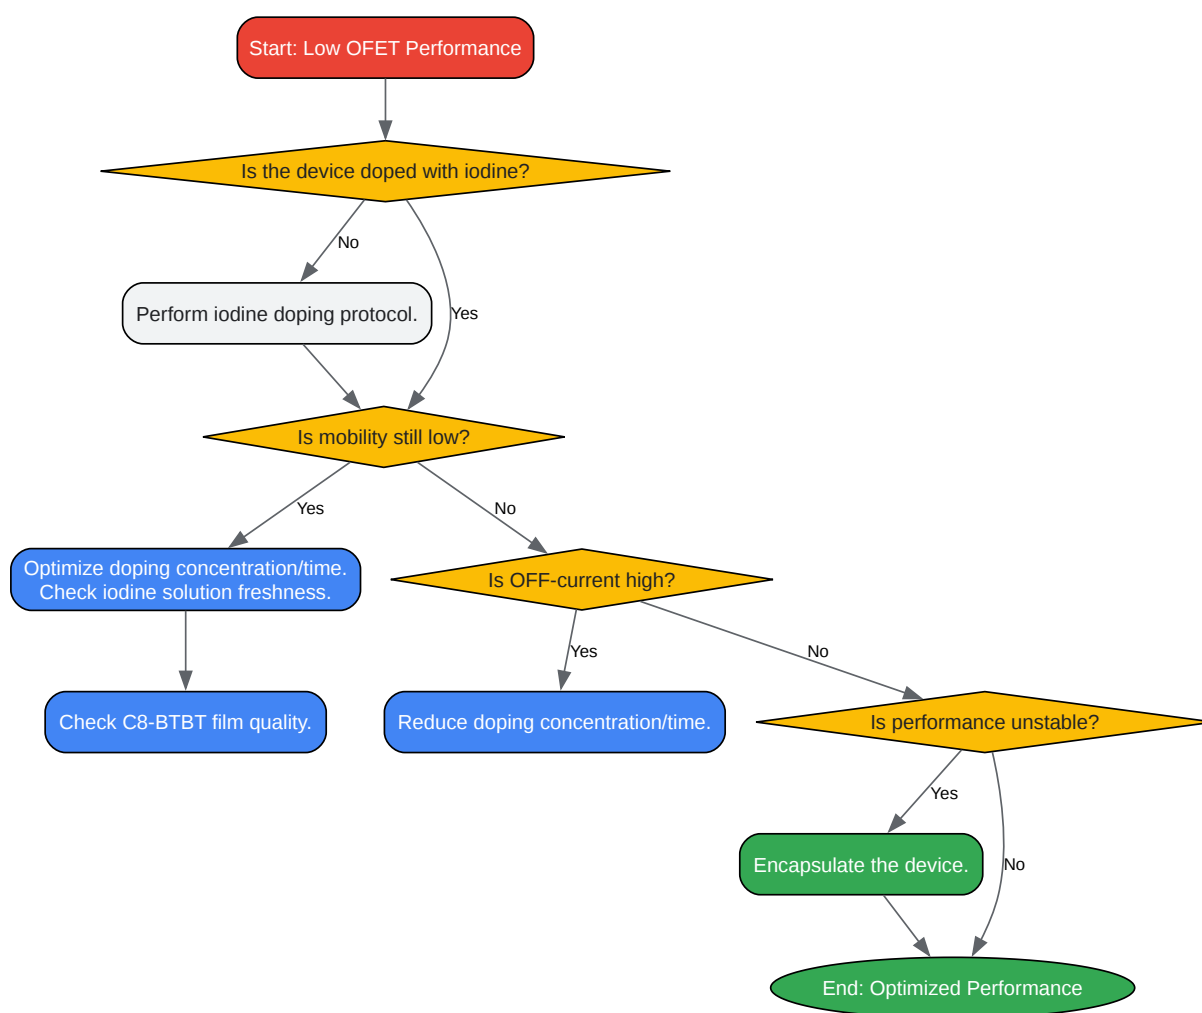 Start: Low OFET Performance
Is the device doped with iodine?
No
Perform iodine doping protocol.
Yes
Is mobility still low?
Yes
No
Optimize doping concentration/time.
Check iodine solution freshness.
Is OFF-current high?
Yes
No
Check C8-BTBT film quality.
Reduce doping concentration/time.
Is performance unstable?
Yes
Encapsulate the device.
No
End: Optimized Performance